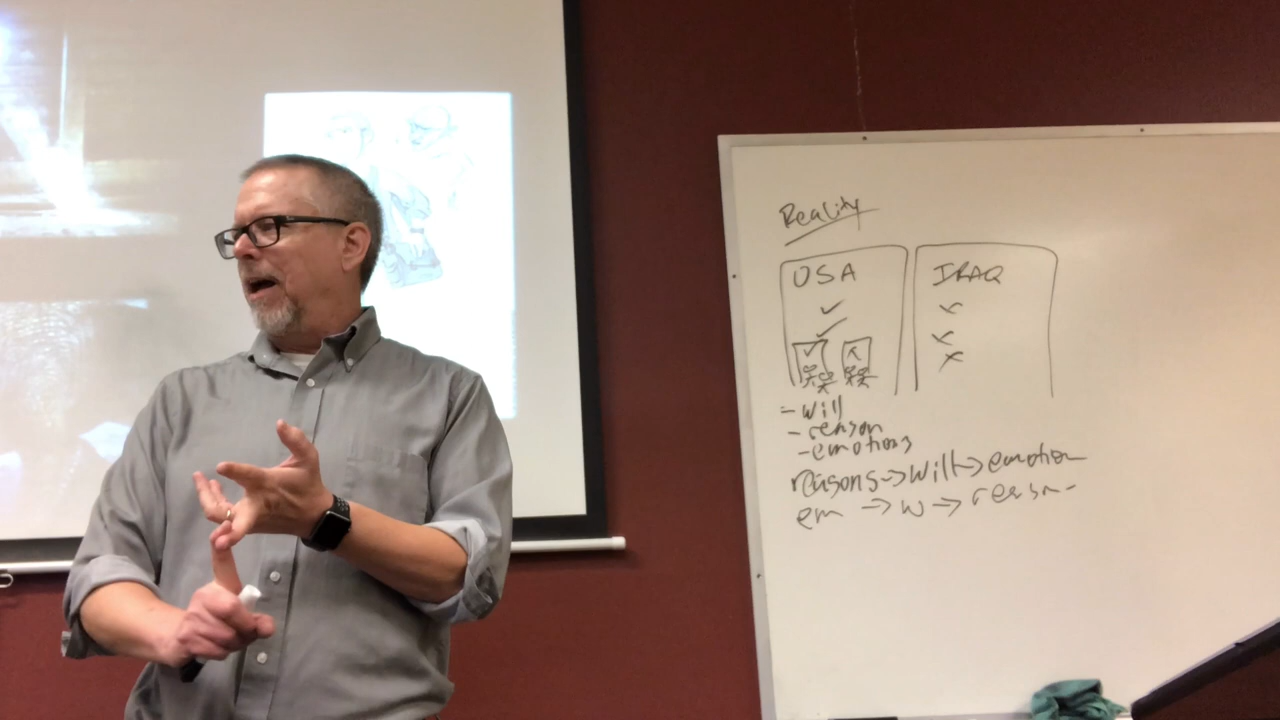 Reality
USA
IRAQ
- will
- reason
- emotions
reasons -> will -> emotion
em -> w -> reason